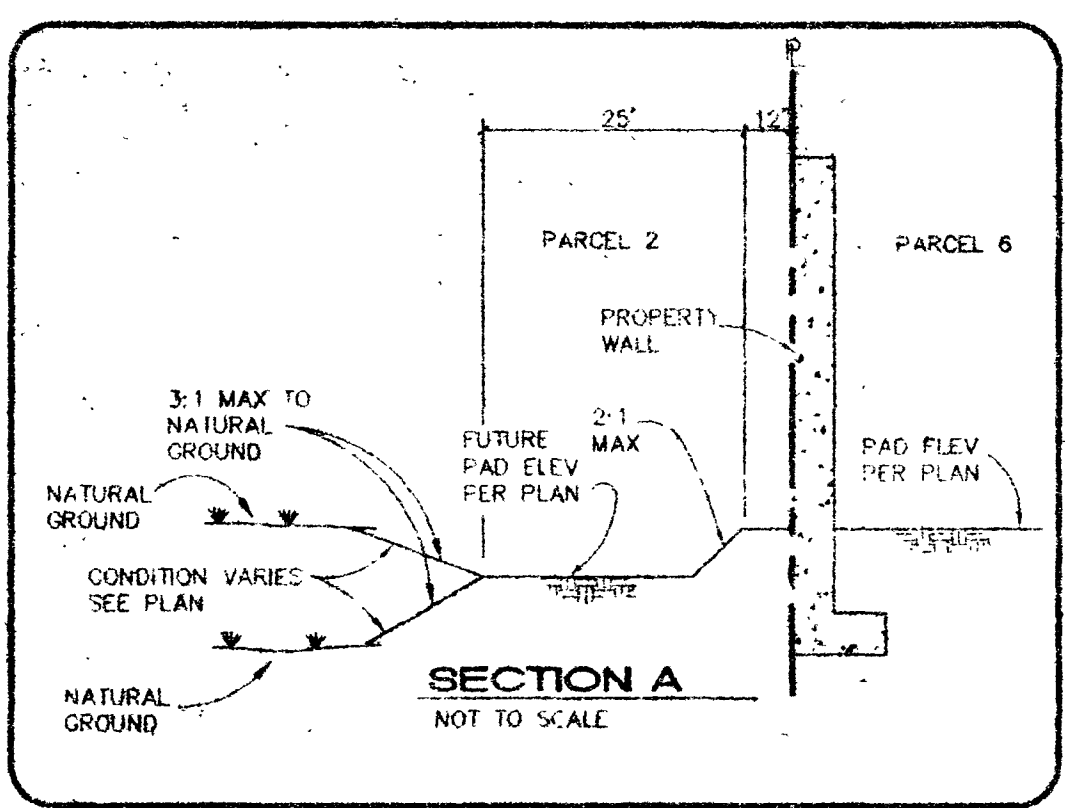 PL
25'
12"
PARCEL 2
PARCEL 6
PROPERTY
WALL
3:1 MAX TO
NATURAL
GROUND
2:1
MAX
FUTURE
PAD ELEV
PER PLAN
PAD ELEV
PER PLAN
NATURAL
GROUND
CONDITION VARIES
SEE PLAN
NATURAL
GROUND
SECTION A
NOT TO SCALE